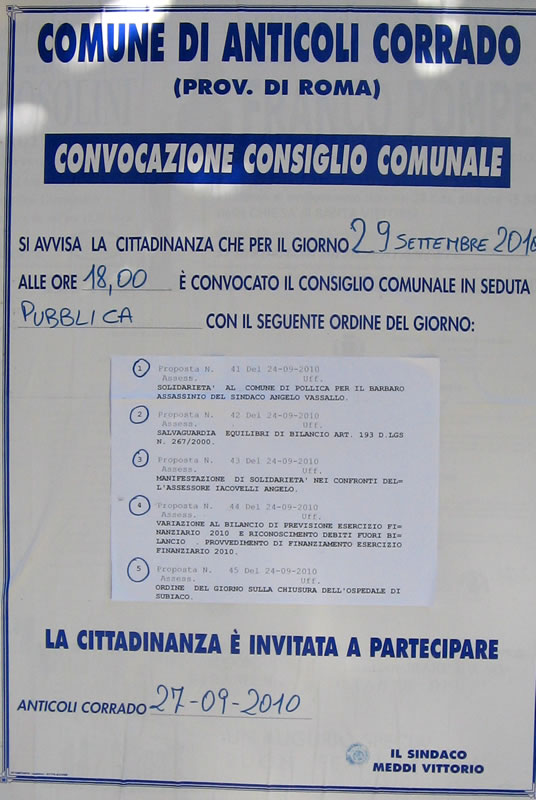 COMUNE DI ANTICOLI CORRADO
(PROV. DI ROMA)
CONVOCAZIONE CONSIGLIO COMUNALE
SI AVVISA LA CITTADINANZA CHE PER IL GIORNO 29 SETTEMBRE 2010
ALLE ORE 18,00 È CONVOCATO IL CONSIGLIO COMUNALE IN SEDUTA
PUBBLICA CON IL SEGUENTE ORDINE DEL GIORNO:
1 Proposta N. 41 Del 24-09-2010
Assess. Uff.
SOLIDARIETA' AL COMUNE DI POLLICA PER IL BARBARO
ASSASSINIO DEL SINDACO ANGELO VASSALLO.
2 Proposta N. 42 Del 24-09-2010
Assess. Uff.
SALVAGUARDIA EQUILIBRI DI BILANCIO ART. 193 D.LGS
N. 267/2000.
3 Proposta N. 43 Del 24-09-2010
Assess. Uff.
MANIFESTAZIONE DI SOLIDARIETA' NEI CONFRONTI DEL=
L'ASSESSORE IACOVELLI ANGELO.
4 Proposta N. 44 Del 24-09-2010
Assess. Uff.
VARIAZIONE AL BILANCIO DI PREVISIONE ESERCIZIO FI=
NANZIARIO 2010 E RICONOSCIMENTO DEBITI FUORI BI=
LANCIO . PROVVEDIMENTO DI FINANZIAMENTO ESERCIZIO
FINANZIARIO 2010.
5 Proposta N. 45 Del 24-09-2010
Assess. Uff.
ORDINE DEL GIORNO SULLA CHIUSURA DELL'OSPEDALE DI
SUBIACO.
LA CITTADINANZA È INVITATA A PARTECIPARE
ANTICOLI CORRADO 27-09-2010
IL SINDACO
MEDDI VITTORIO